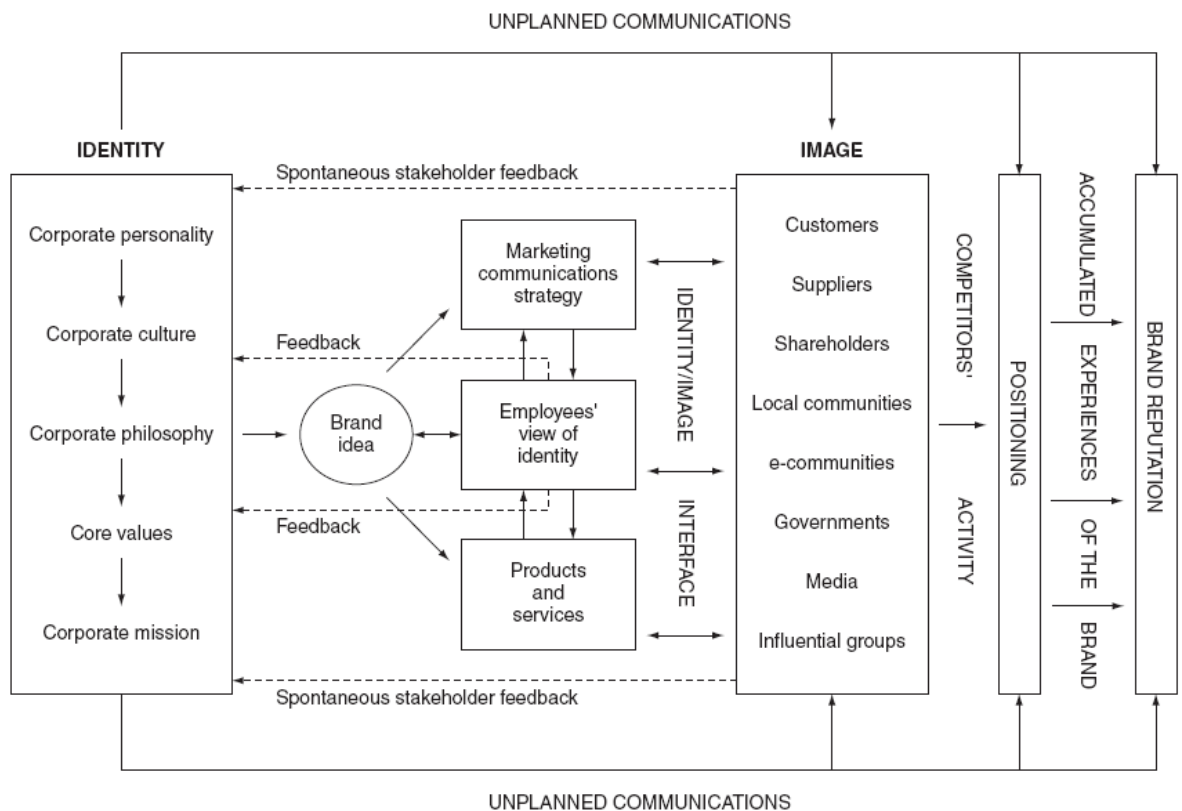 UNPLANNED COMMUNICATIONS
IDENTITY
IMAGE
Spontaneous stakeholder feedback
Corporate personality
Corporate culture
Corporate philosophy
Core values
Corporate mission
Feedback
Brand
idea
Feedback
Marketing
communications
strategy
Employees'
view of
identity
Products
and
services
Spontaneous stakeholder feedback
IDENTITY/IMAGE
INTERFACE
Customers
Suppliers
Shareholders
Local communities
e-communities
Governments
Media
Influential groups
COMPETITORS'
ACTIVITY
POSITIONING
ACCUMULATED
EXPERIENCES
OF THE
BRAND
BRAND REPUTATION
UNPLANNED COMMUNICATIONS